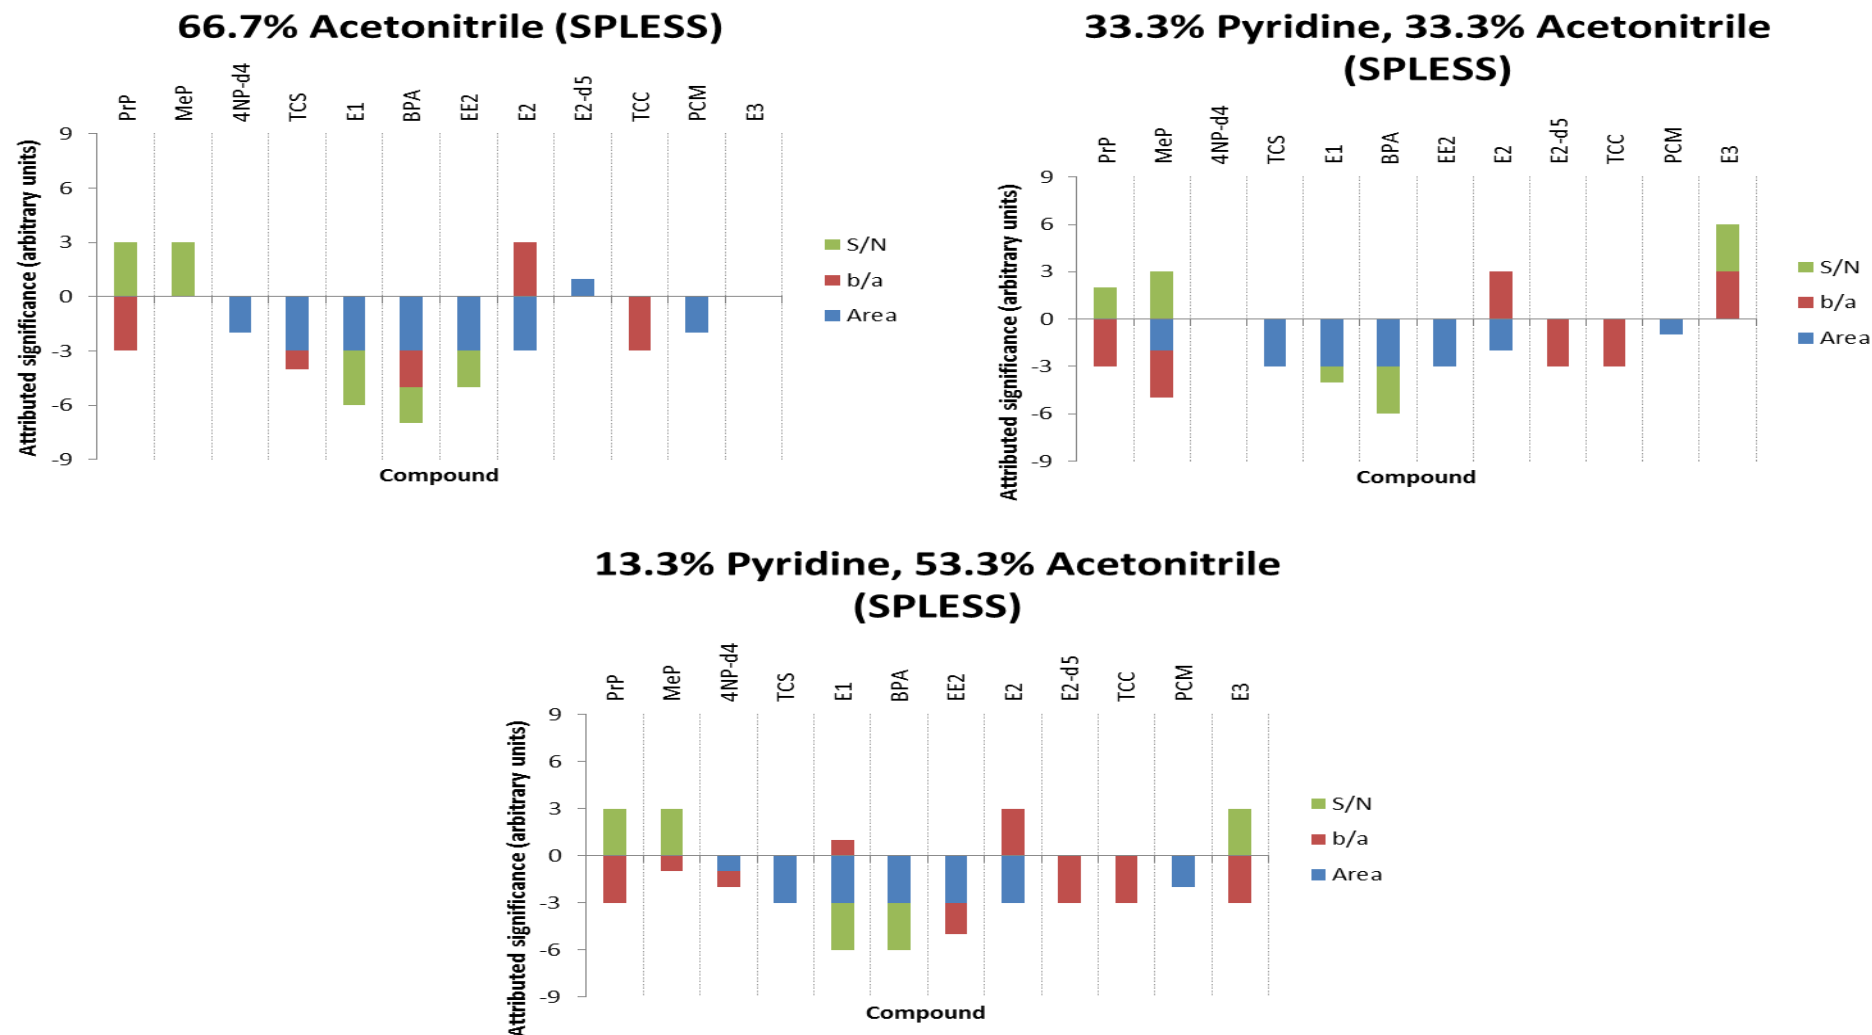 66.7% Acetonitrile (SPLESS)
PrP MeP 4NP-d4 TCS E1 BPA EE2 E2 E2-d5 TCC PCM E3
Attributed significance (arbitrary units)
9
6
3
0
-3
-6
-9
Compound
S/N
b/a
Area
33.3% Pyridine, 33.3% Acetonitrile
(SPLESS)
PrP MeP 4NP-d4 TCS E1 BPA EE2 E2 E2-d5 TCC PCM E3
Attributed significance (arbitrary units)
9
6
3
0
-3
-6
-9
Compound
S/N
b/a
Area
13.3% Pyridine, 53.3% Acetonitrile
(SPLESS)
PrP MeP 4NP-d4 TCS E1 BPA EE2 E2 E2-d5 TCC PCM E3
Attributed significance (arbitrary units)
9
6
3
0
-3
-6
-9
Compound
S/N
b/a
Area